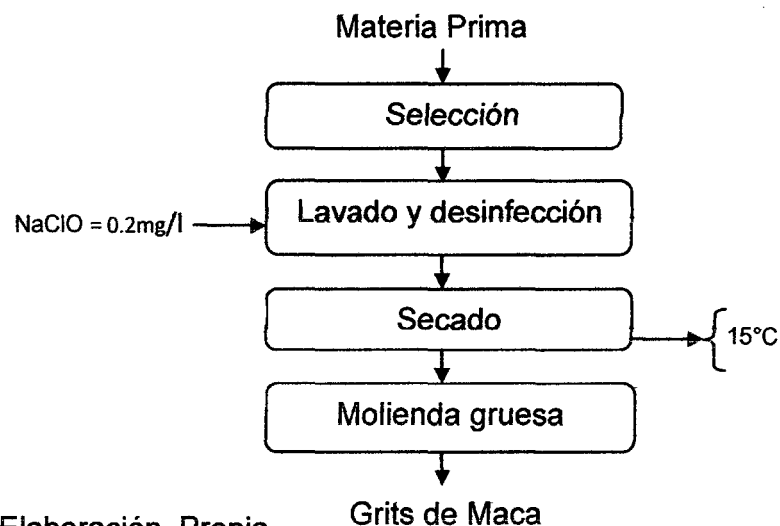 Materia Prima
Selección
NaClO = 0.2mg/l
Lavado y desinfección
Secado
15°C
Molienda gruesa
Grits de Maca
Elaboración Propia